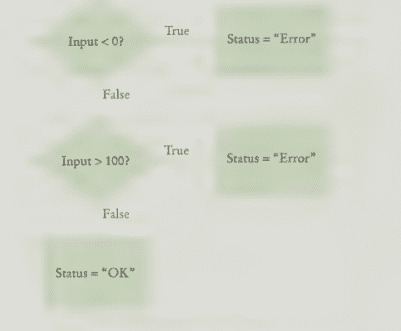 Input < 0?
True
Status = “Error”
False
Input > 100?
True
Status = “Error”
False
Status = “OK”